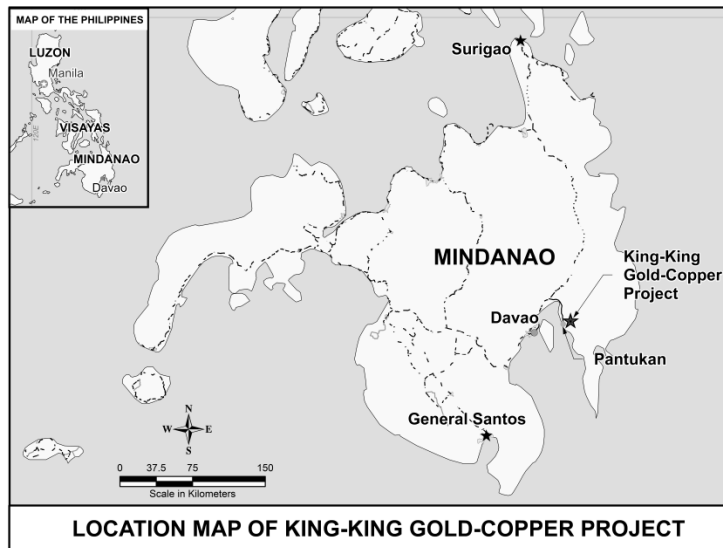 MAP OF THE PHILIPPINES
LUZON
Manila
120E
VISAYAS
MINDANAO
Davao
Surigao
MINDANAO
King-King
Gold-Copper
Project
Davao
Pantukan
General Santos
N
W E
S
0 37.5 75 150
Scale in Kilometers
LOCATION MAP OF KING-KING GOLD-COPPER PROJECT